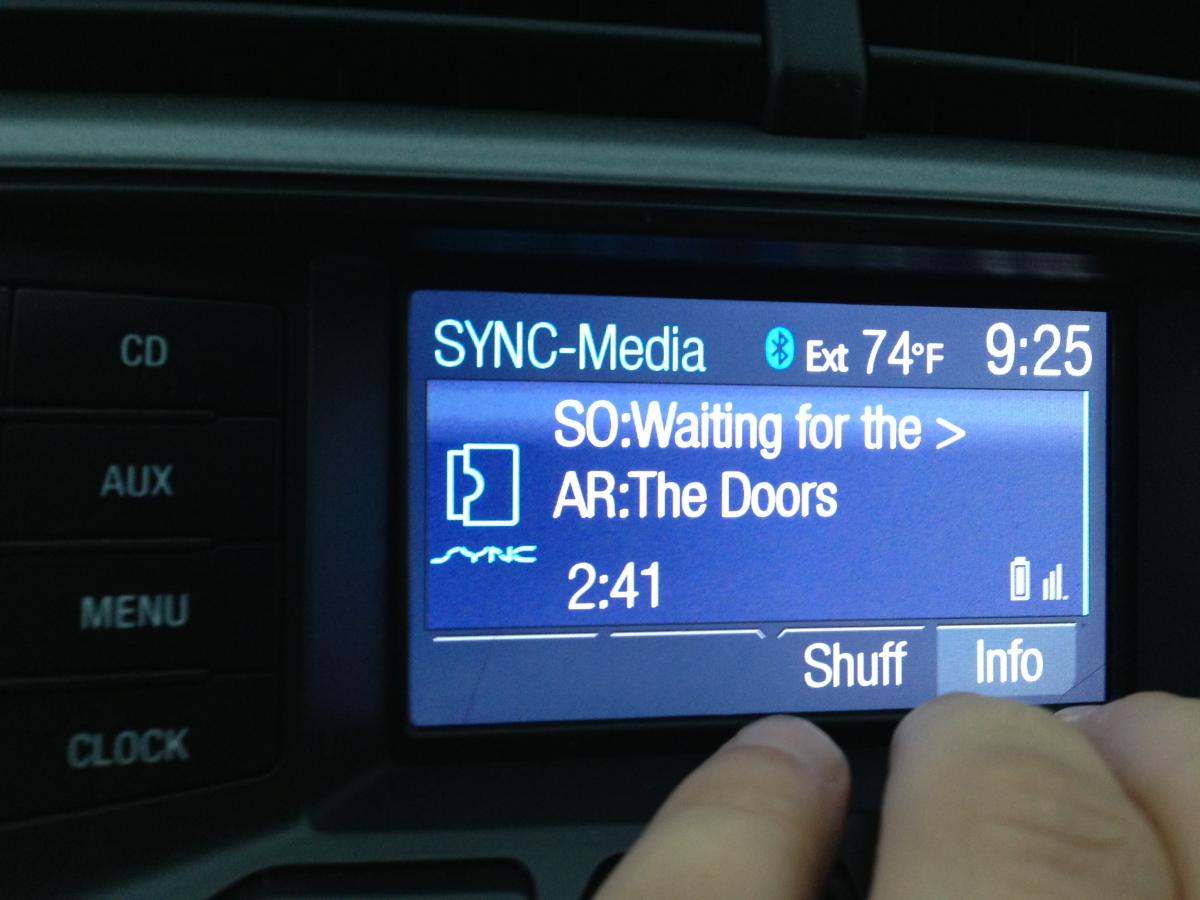 SYNC-Media Ext 74°F 9:25
SO:Waiting for the >
AR:The Doors
SYNC
2:41
Shuff Info
CD
AUX
MENU
CLOCK